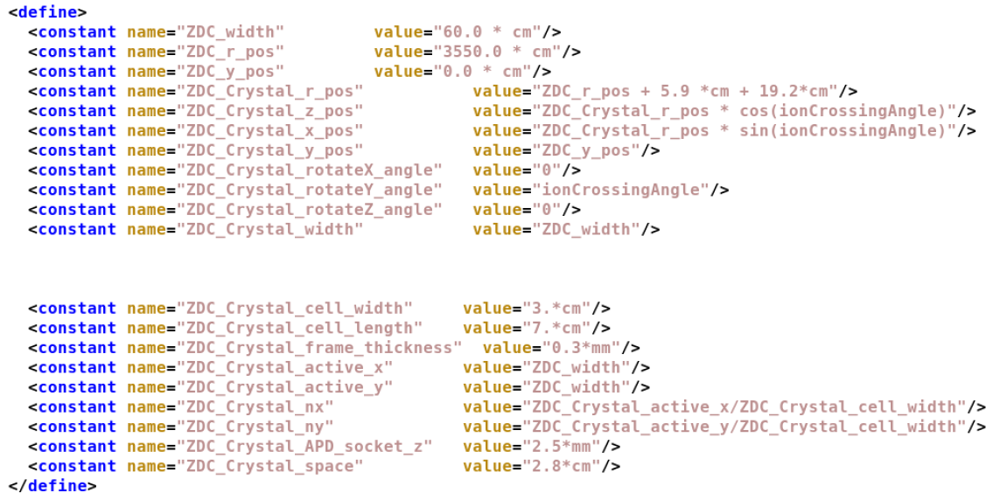 <define>
  <constant name="ZDC_width"         value="60.0 * cm"/>
  <constant name="ZDC_r_pos"         value="3550.0 * cm"/>
  <constant name="ZDC_y_pos"         value="0.0 * cm"/>
  <constant name="ZDC_Crystal_r_pos"           value="ZDC_r_pos + 5.9 *cm + 19.2*cm"/>
  <constant name="ZDC_Crystal_z_pos"           value="ZDC_Crystal_r_pos * cos(ionCrossingAngle)"/>
  <constant name="ZDC_Crystal_x_pos"           value="ZDC_Crystal_r_pos * sin(ionCrossingAngle)"/>
  <constant name="ZDC_Crystal_y_pos"           value="ZDC_y_pos"/>
  <constant name="ZDC_Crystal_rotateX_angle"   value="0"/>
  <constant name="ZDC_Crystal_rotateY_angle"   value="ionCrossingAngle"/>
  <constant name="ZDC_Crystal_rotateZ_angle"   value="0"/>
  <constant name="ZDC_Crystal_width"           value="ZDC_width"/>
  <constant name="ZDC_Crystal_cell_width"     value="3.*cm"/>
  <constant name="ZDC_Crystal_cell_length"    value="7.*cm"/>
  <constant name="ZDC_Crystal_frame_thickness"  value="0.3*mm"/>
  <constant name="ZDC_Crystal_active_x"       value="ZDC_width"/>
  <constant name="ZDC_Crystal_active_y"       value="ZDC_width"/>
  <constant name="ZDC_Crystal_nx"             value="ZDC_Crystal_active_x/ZDC_Crystal_cell_width"/>
  <constant name="ZDC_Crystal_ny"             value="ZDC_Crystal_active_y/ZDC_Crystal_cell_width"/>
  <constant name="ZDC_Crystal_APD_socket_z"   value="2.5*mm"/>
  <constant name="ZDC_Crystal_space"          value="2.8*cm"/>
</define>